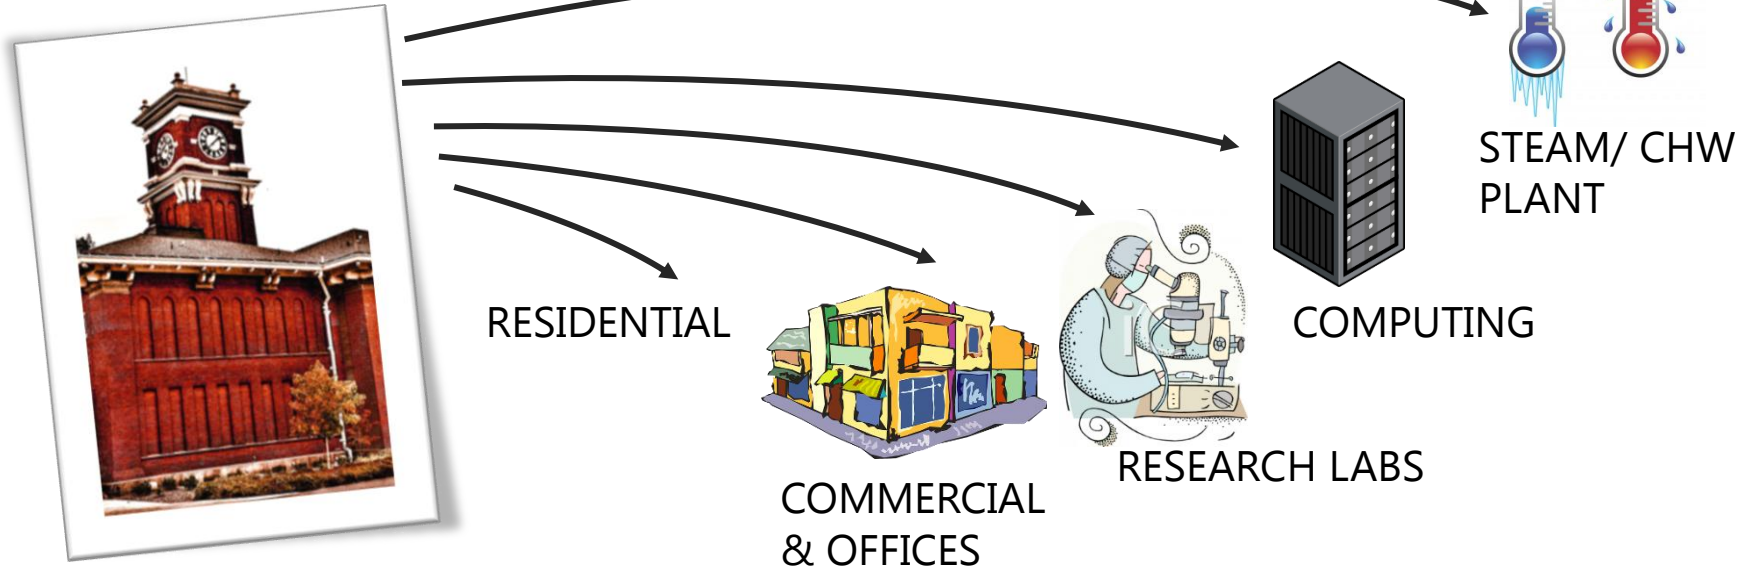 STEAM/ CHW
PLANT
RESIDENTIAL
COMPUTING
RESEARCH LABS
COMMERCIAL
& OFFICES